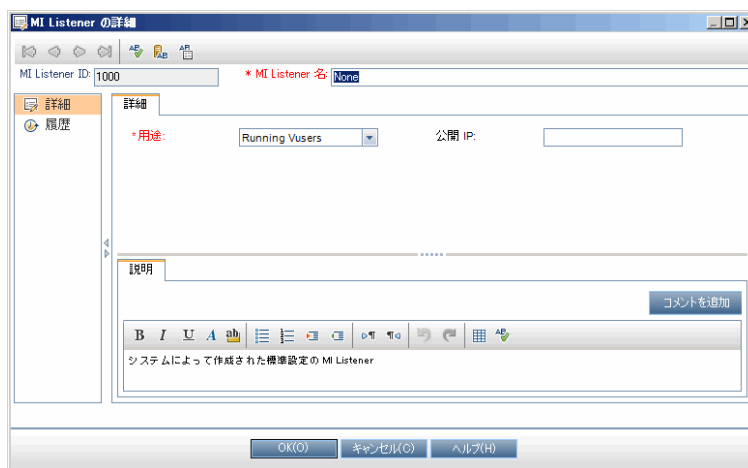 MI Listener の詳細
MI Listener ID: 1000 * MI Listener 名: None
詳細
履歴
詳細
*用途: Running Vusers 公開 IP:
説明
コメントを追加
B I U A ab
システムによって作成された標準設定の MI Listener
OK(O) キャンセル(C) ヘルプ(H)